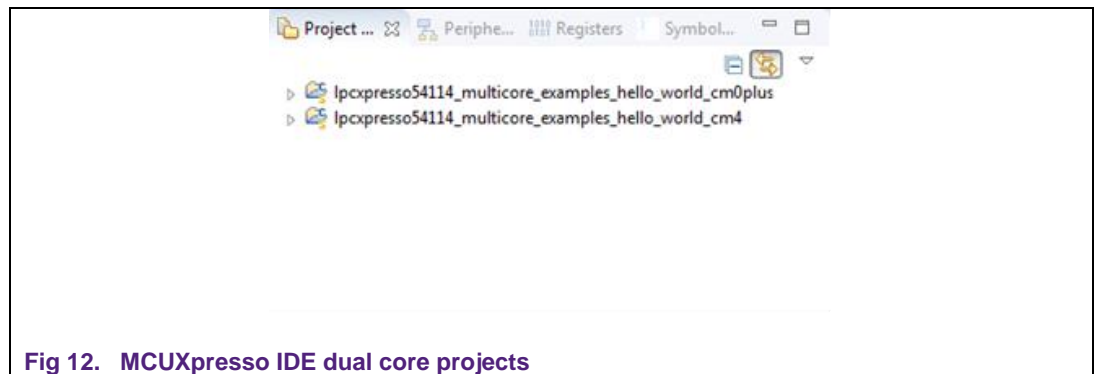 Project ... Periphe... Registers Symbol...
lpcxpresso54114_multicore_examples_hello_world_cm0plus
lpcxpresso54114_multicore_examples_hello_world_cm4
Fig 12. MCUXpresso IDE dual core projects